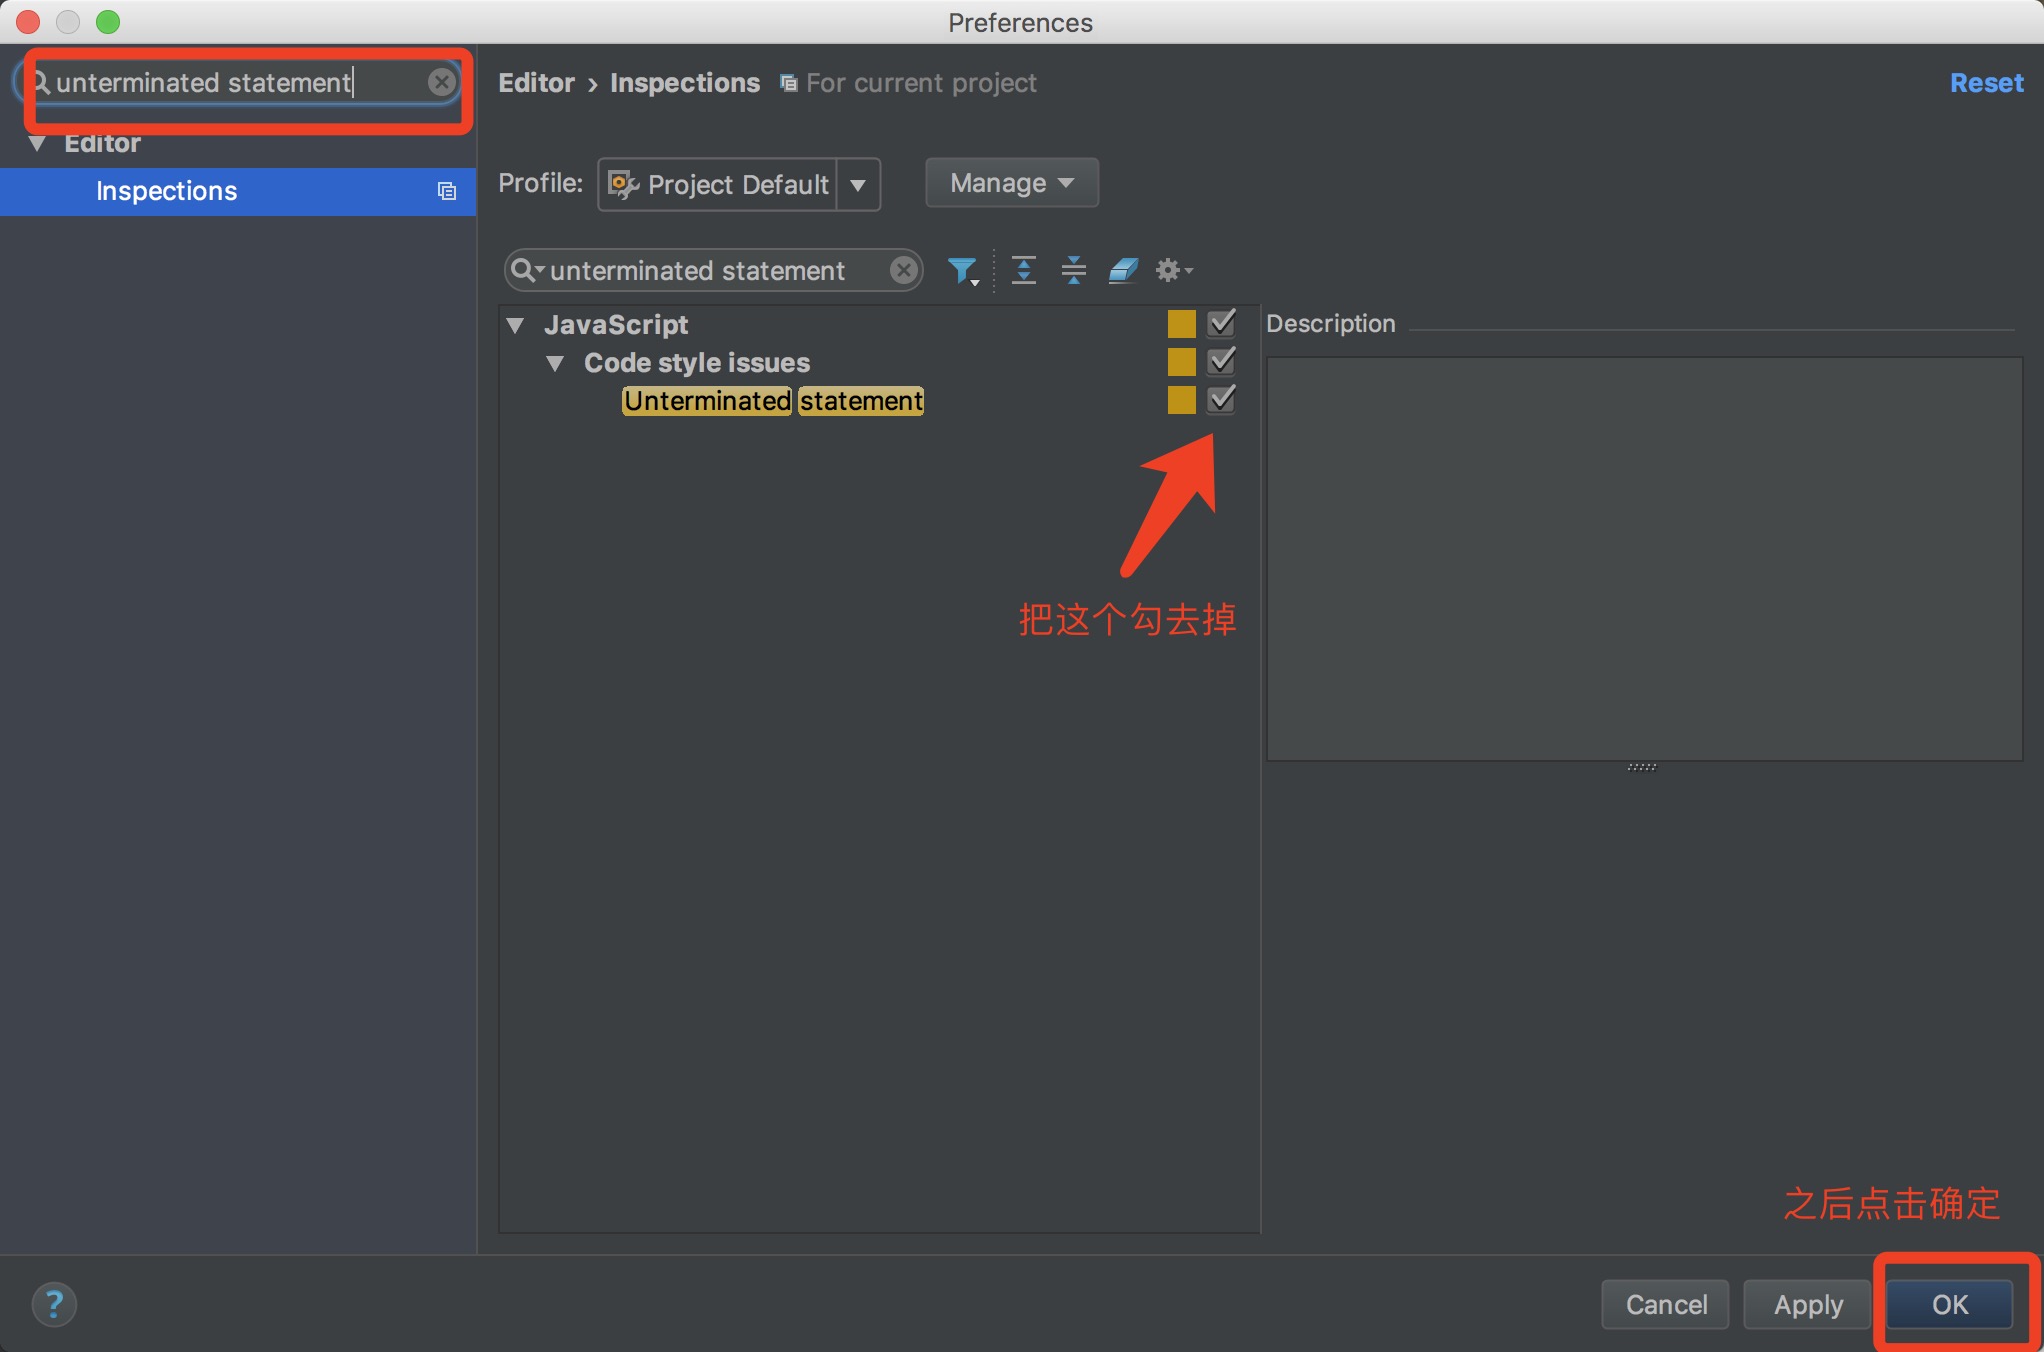 Preferences
unterminated statement
Editor
Inspections
Editor › Inspections For current project
Reset
Profile: Project Default Manage
unterminated statement
JavaScript
Code style issues
Unterminated statement
Description
把这个勾去掉
之后点击确定
?
Cancel Apply OK